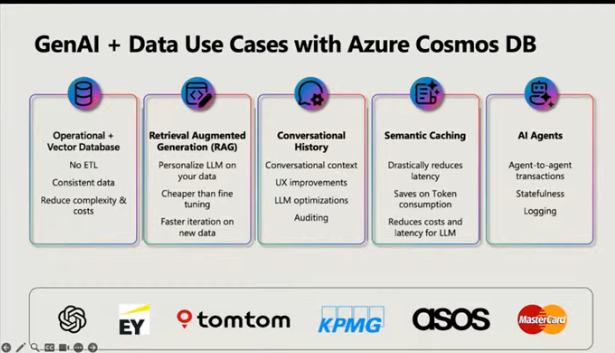 GenAI + Data Use Cases with Azure Cosmos DB
Operational +
Vector Database
No ETL
Consistent data
Reduce complexity &
costs
Retrieval Augmented
Generation (RAG)
Personalize LLM on
your data
Cheaper than fine
tuning
Faster iteration on
new data
Conversational
History
Conversational context
UX improvements
LLM optimizations
Auditing
Semantic Caching
Drastically reduces
latency
Saves on Token
consumption
Reduces costs and
latency for LLM
AI Agents
Agent-to-agent
transactions
Statefulness
Logging
EY
tomtom
KPMG
asos
MasterCard